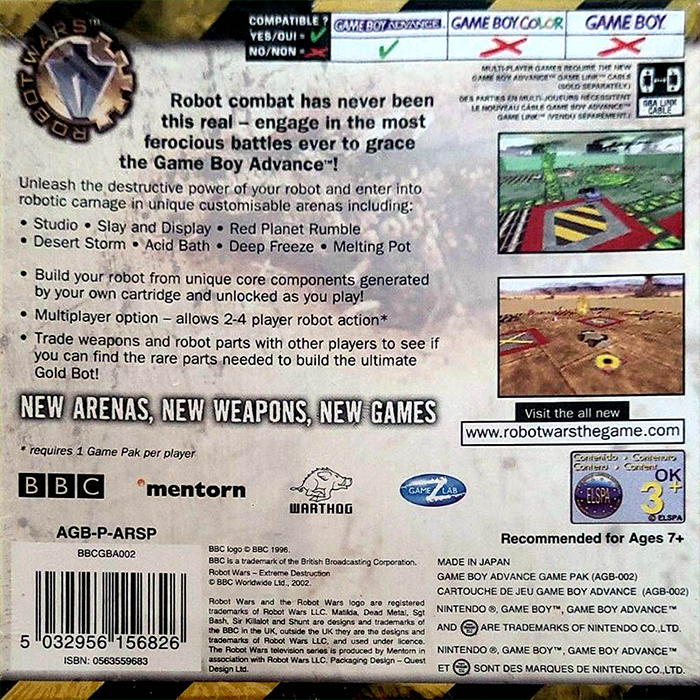 COMPATIBLE ?
YES/OUI =
NO/NON =
GAME BOY ADVANCE
GAME BOY COLOR
GAME BOY
ROBOT WARS™
MULTI-PLAYER GAMES REQUIRE THE NEW
GAME BOY ADVANCE™ GAME LINK™ CABLE
(SOLD SEPARATELY.)
DES PARTIES EN MULTI-JOUEURS NÉCESSITENT
LE NOUVEAU CÂBLE GAME BOY ADVANCE™
GAME LINK™ (VENDU SÉPARÉMENT.)
GBA LINK
CABLE
Robot combat has never been
this real – engage in the most
ferocious battles ever to grace
the Game Boy Advance™!
Unleash the destructive power of your robot and enter into
robotic carnage in unique customisable arenas including:
• Studio • Slay and Display • Red Planet Rumble
• Desert Storm • Acid Bath • Deep Freeze • Melting Pot
• Build your robot from unique core components generated
by your own cartridge and unlocked as you play!
• Multiplayer option – allows 2-4 player robot action*
• Trade weapons and robot parts with other players to see if
you can find the rare parts needed to build the ultimate
Gold Bot!
NEW ARENAS, NEW WEAPONS, NEW GAMES
Visit the all new
www.robotwarsthegame.com
* requires 1 Game Pak per player
BBC
mentorn
WARTHOG
GAME ZLAB
Contenido • Contenuto
Contenu • Content
ELSPA
OK
3+
© ELSPA
Recommended for Ages 7+
AGB-P-ARSP
BBCGBA002
5 032956 156826
ISBN: 0563559683
BBC logo © BBC 1996.
BBC is a trademark of the British Broadcasting Corporation.
Robot Wars – Extreme Destruction
© BBC Worldwide Ltd., 2002.
Robot Wars and the Robot Wars logo are registered
trademarks of Robot Wars LLC. Matilda, Dead Metal, Sgt
Bash, Sir Killalot and Shunt are designs and trademarks of
the BBC in the UK, outside the UK they are the designs and
trademarks of Robot Wars LLC, and used under licence.
The Robot Wars television series is produced by Mentorn in
association with Robot Wars LLC. Packaging Design – Quest
Design Ltd.
MADE IN JAPAN
GAME BOY ADVANCE GAME PAK (AGB-002)
CARTOUCHE DE JEU GAME BOY ADVANCE (AGB-002)
NINTENDO ®, GAME BOY™, GAME BOY ADVANCE™
AND ARE TRADEMARKS OF NINTENDO CO.,LTD.
NINTENDO ®, GAME BOY™, GAME BOY ADVANCE™
ET SONT DES MARQUES DE NINTENDO CO.,LTD.